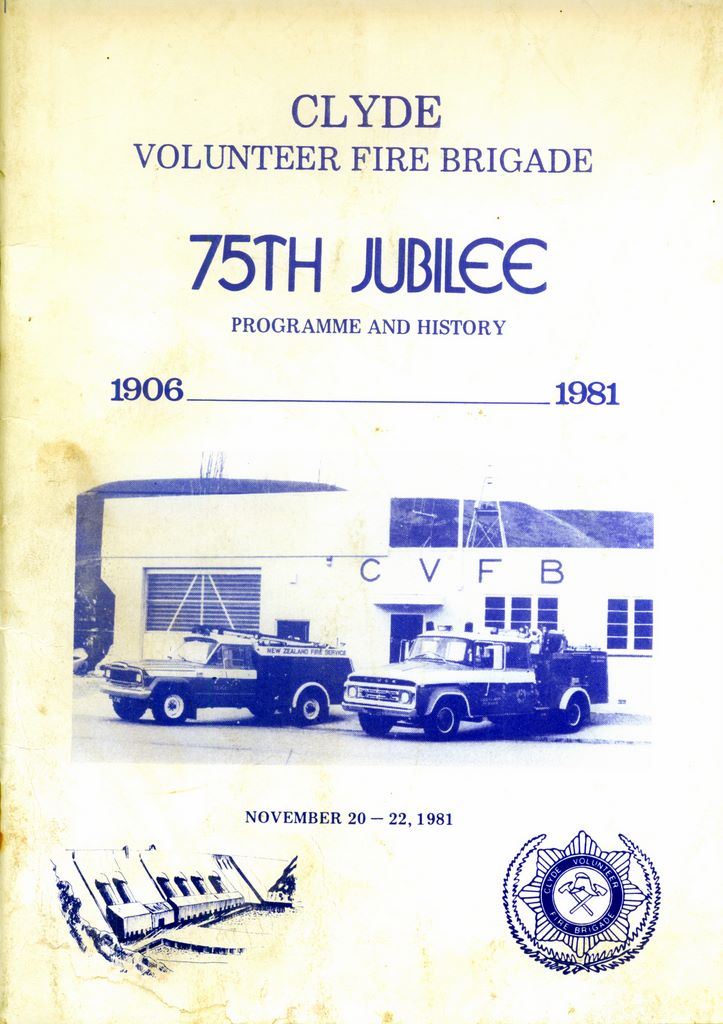 CLYDE
VOLUNTEER FIRE BRIGADE
75TH JUBILEE
PROGRAMME AND HISTORY
1906 1981
C V F B
NEW ZEALAND FIRE SERVICE
NOVEMBER 20 — 22, 1981
CLYDE VOLUNTEER
FIRE BRIGADE